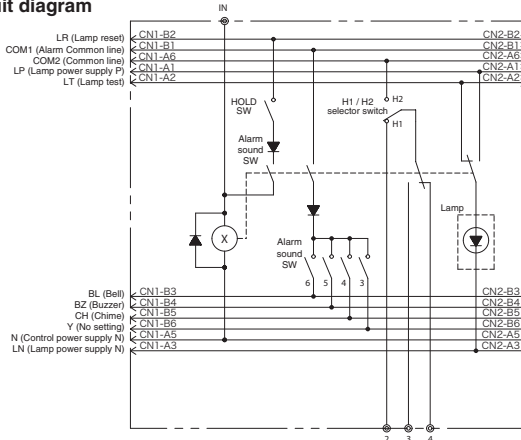 uit diagram
IN
LR (Lamp reset) CN1-B2 CN2-B2
COM1 (Alarm Common line) CN1-B1 CN2-B1
COM2 (Common line) CN1-A6 CN2-A6
LP (Lamp power supply P) CN1-A1 CN2-A1
LT (Lamp test) CN1-A2 CN2-A2
HOLD
SW
H1 / H2
selector switch
H2
H1
Alarm
sound
SW
Lamp
X
Alarm
sound
SW
6 5 4 3
BL (Bell) CN1-B3 CN2-B3
BZ (Buzzer) CN1-B4 CN2-B4
CH (Chime) CN1-B5 CN2-B5
Y (No setting) CN1-B6 CN2-B6
N (Control power supply N) CN1-A5 CN2-A5
LN (Lamp power supply N) CN1-A3 CN2-A3
2 3 4